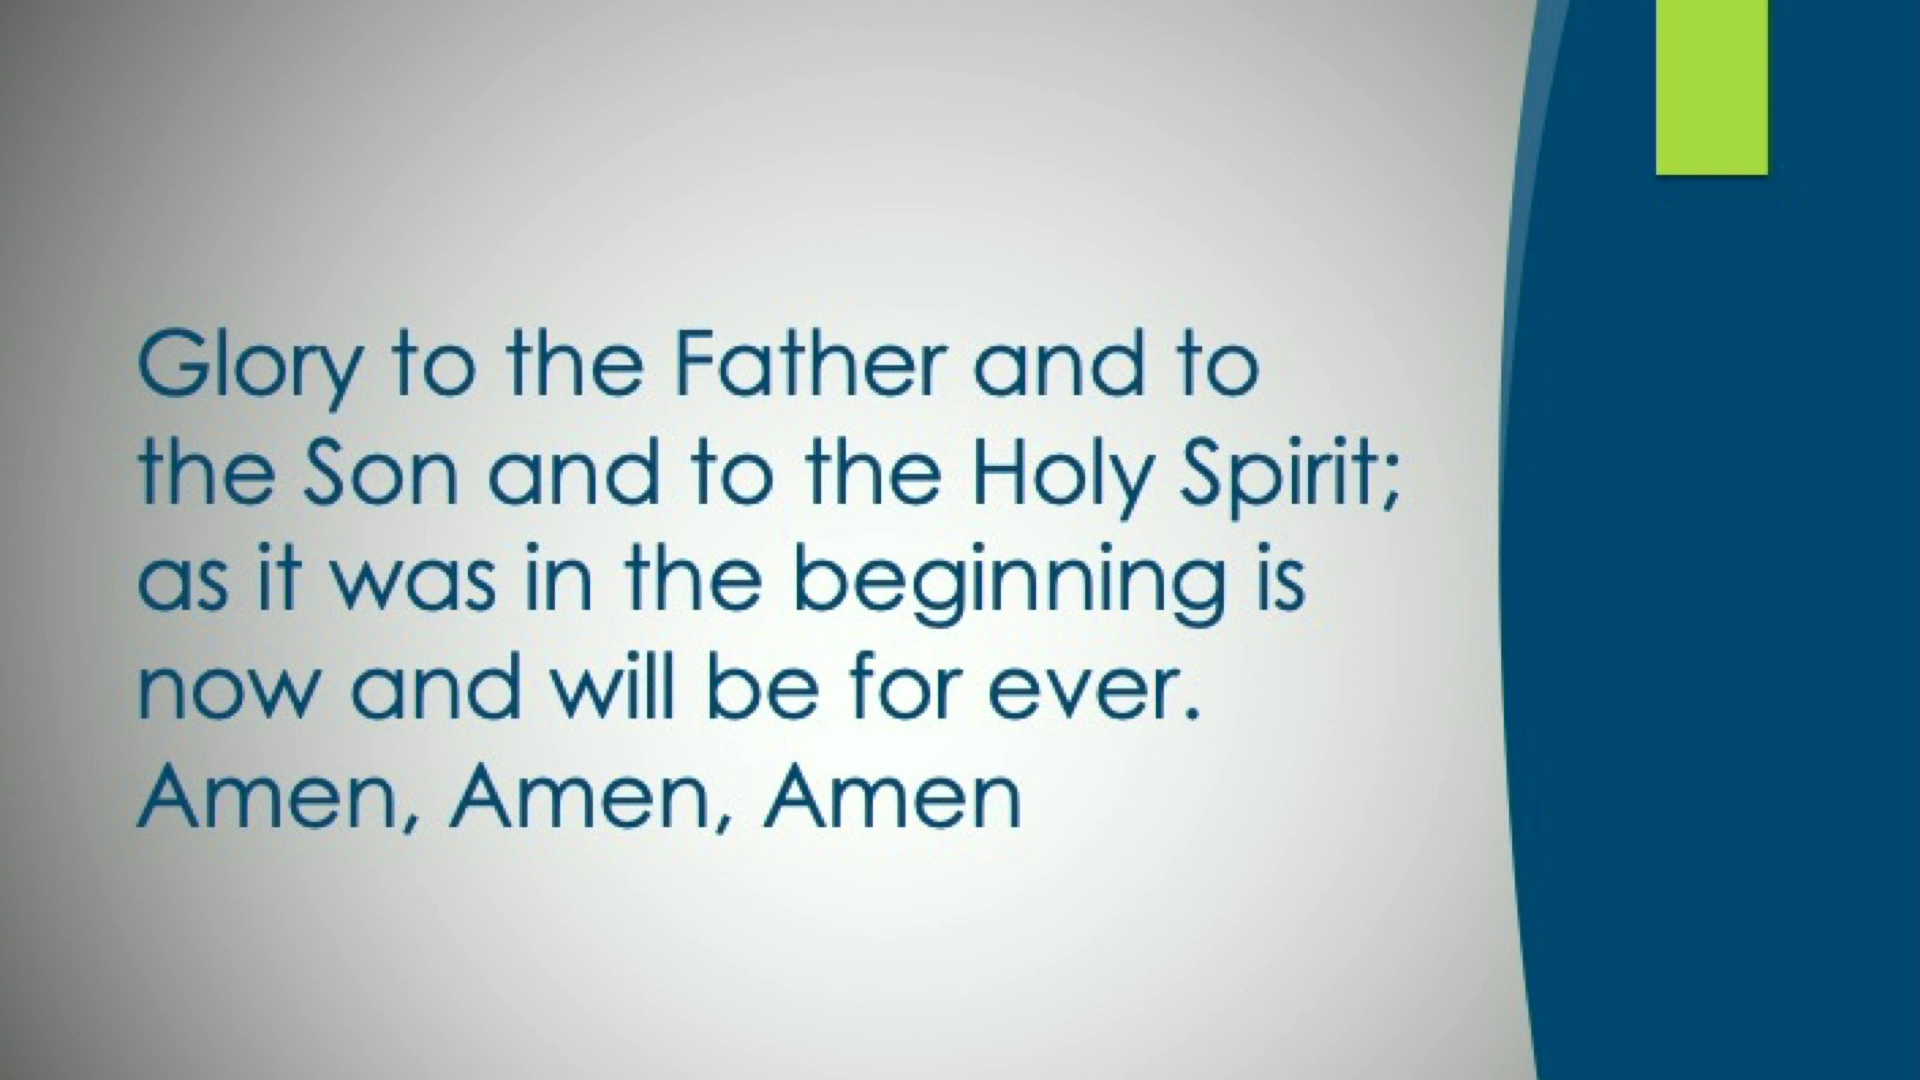 Glory to the Father and to
the Son and to the Holy Spirit;
as it was in the beginning is
now and will be for ever.
Amen, Amen, Amen